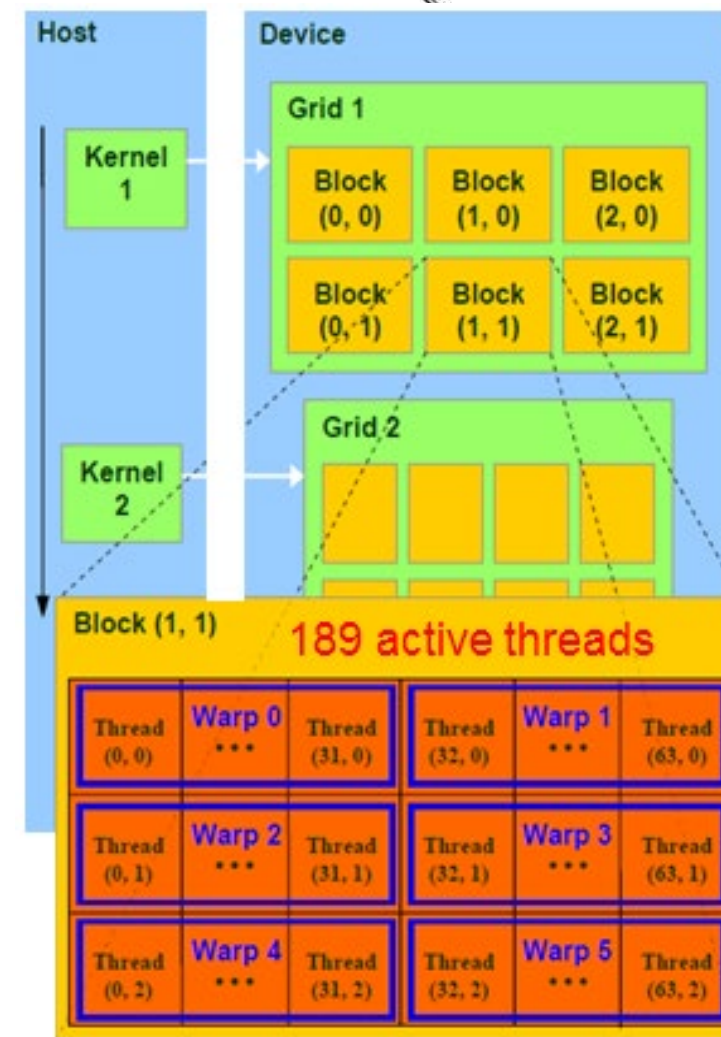 Host
Device
Grid 1
Kernel
1
Block
(0, 0)
Block
(1, 0)
Block
(2, 0)
Block
(0, 1)
Block
(1, 1)
Block
(2, 1)
Grid 2
Kernel
2
Block (1, 1)
189 active threads
Thread
(0, 0)
Warp 0
•••
Thread
(31, 0)
Thread
(32, 0)
Warp 1
•••
Thread
(63, 0)
Thread
(0, 1)
Warp 2
•••
Thread
(31, 1)
Thread
(32, 1)
Warp 3
•••
Thread
(63, 1)
Thread
(0, 2)
Warp 4
•••
Thread
(31, 2)
Thread
(32, 2)
Warp 5
•••
Thread
(63, 2)